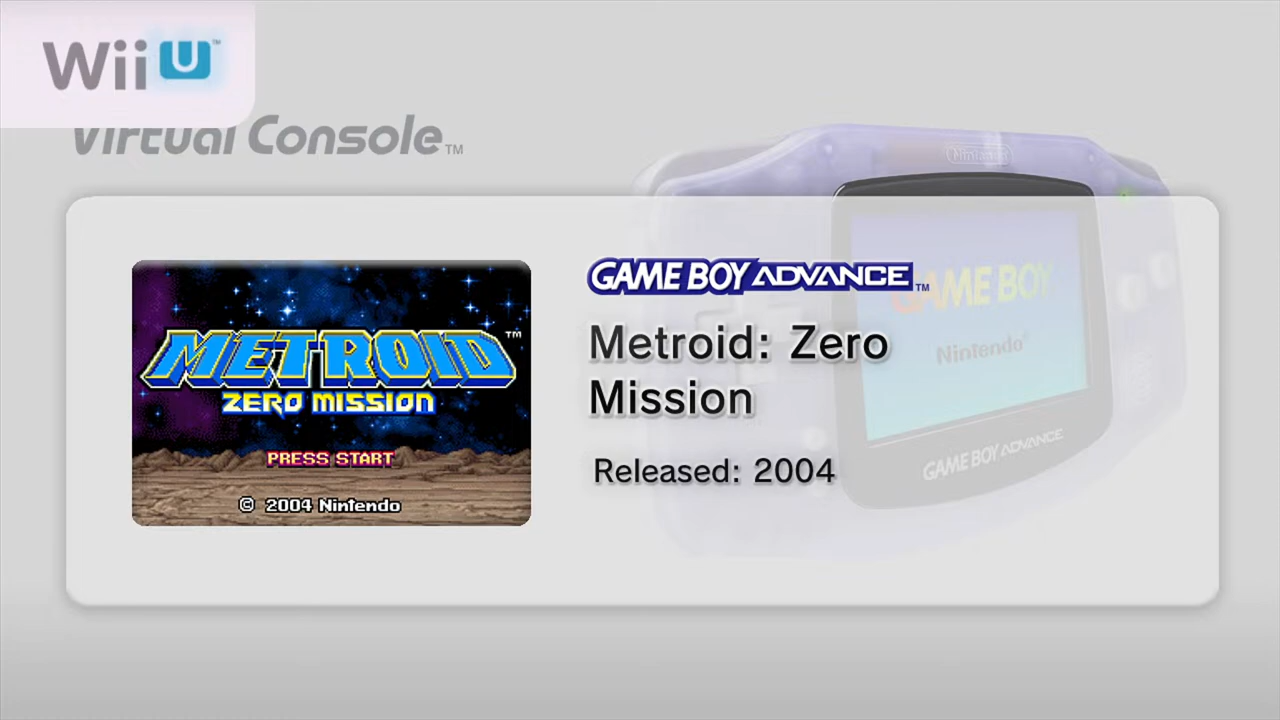 Wii U™
Virtual Console™
Nintendo
GAME BOY ADVANCE™
METROID™
ZERO MISSION
PRESS START
© 2004 Nintendo
Metroid: Zero
Mission
Released: 2004
GAME BOY
Nintendo®
GAME BOY ADVANCE